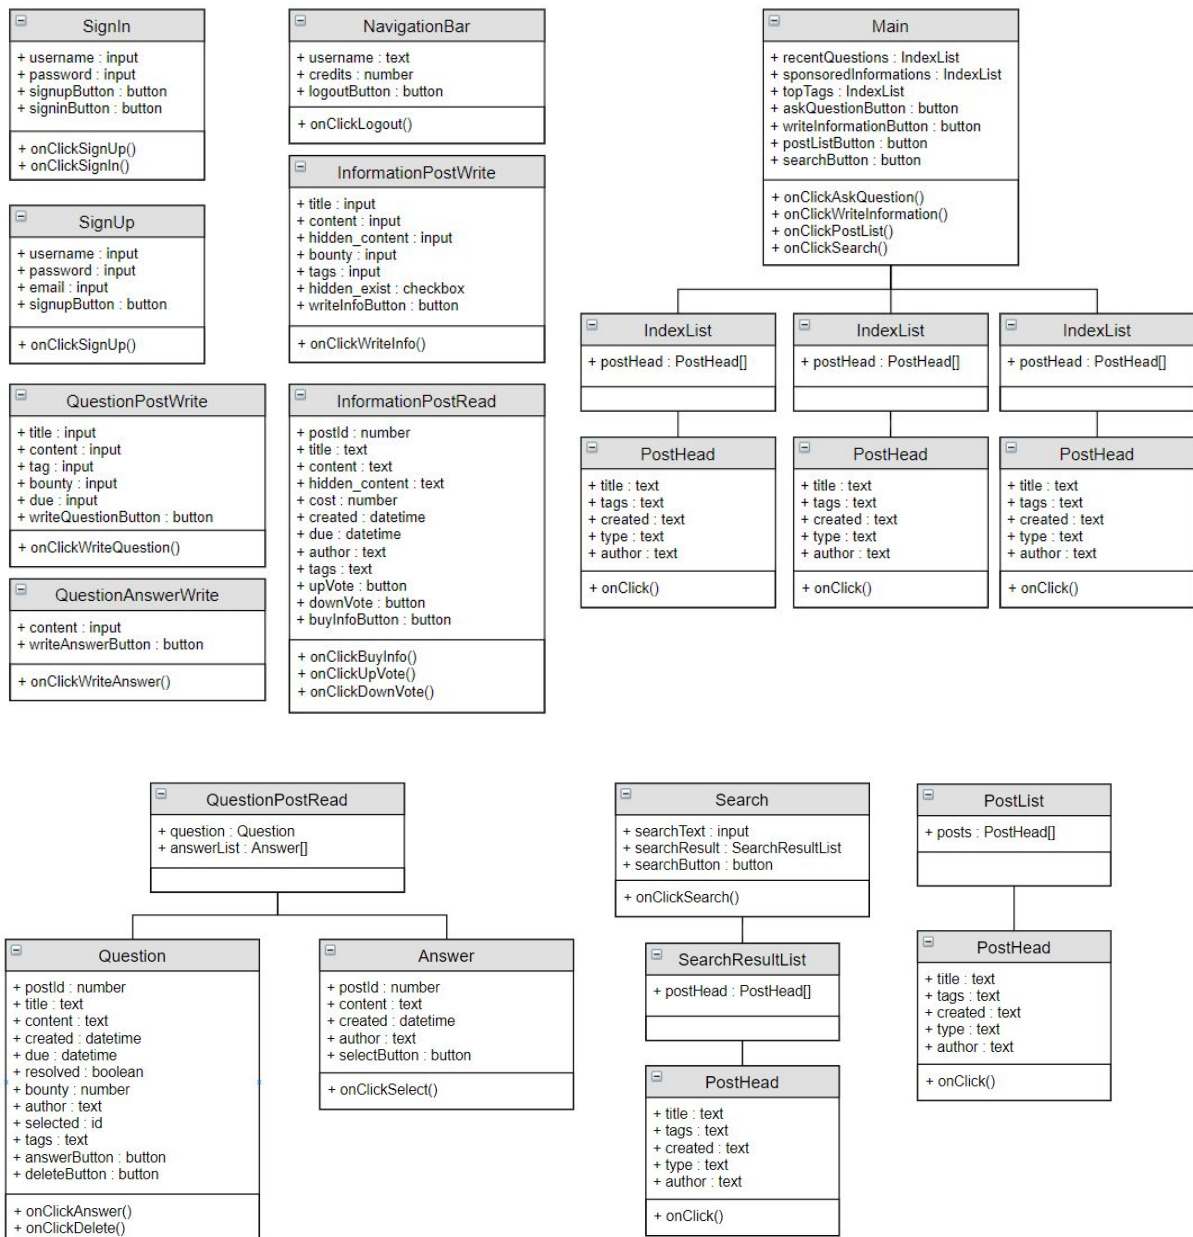 SignIn
+ username : input
+ password : input
+ signupButton : button
+ signinButton : button
+ onClickSignUp()
+ onClickSignIn()
SignUp
+ username : input
+ password : input
+ email : input
+ signupButton : button
+ onClickSignUp()
QuestionPostWrite
+ title : input
+ content : input
+ tag : input
+ bounty : input
+ due : input
+ writeQuestionButton : button
+ onClickWriteQuestion()
QuestionAnswerWrite
+ content : input
+ writeAnswerButton : button
+ onClickWriteAnswer()
NavigationBar
+ username : text
+ credits : number
+ logoutButton : button
+ onClickLogout()
InformationPostWrite
+ title : input
+ content : input
+ hidden_content : input
+ bounty : input
+ tags : input
+ hidden_exist : checkbox
+ writeInfoButton : button
+ onClickWriteInfo()
InformationPostRead
+ postId : number
+ title : text
+ content : text
+ hidden_content : text
+ cost : number
+ created : datetime
+ due : datetime
+ author : text
+ tags : text
+ upVote : button
+ downVote : button
+ buyInfoButton : button
+ onClickBuyInfo()
+ onClickUpVote()
+ onClickDownVote()
Main
+ recentQuestions : IndexList
+ sponsoredInformations : IndexList
+ topTags : IndexList
+ askQuestionButton : button
+ writeInformationButton : button
+ postListButton : button
+ searchButton : button
+ onClickAskQuestion()
+ onClickWriteInformation()
+ onClickPostList()
+ onClickSearch()
IndexList
+ postHead : PostHead[]
PostHead
+ title : text
+ tags : text
+ created : text
+ type : text
+ author : text
+ onClick()
IndexList
+ postHead : PostHead[]
PostHead
+ title : text
+ tags : text
+ created : text
+ type : text
+ author : text
+ onClick()
IndexList
+ postHead : PostHead[]
PostHead
+ title : text
+ tags : text
+ created : text
+ type : text
+ author : text
+ onClick()
QuestionPostRead
+ question : Question
+ answerList : Answer[]
Question
+ postId : number
+ title : text
+ content : text
+ created : datetime
+ due : datetime
+ resolved : boolean
+ bounty : number
+ author : text
+ selected : id
+ tags : text
+ answerButton : button
+ deleteButton : button
+ onClickAnswer()
+ onClickDelete()
Answer
+ postId : number
+ content : text
+ created : datetime
+ author : text
+ selectButton : button
+ onClickSelect()
Search
+ searchText : input
+ searchResult : SearchResultList
+ searchButton : button
+ onClickSearch()
SearchResultList
+ postHead : PostHead[]
PostHead
+ title : text
+ tags : text
+ created : text
+ type : text
+ author : text
+ onClick()
PostList
+ posts : PostHead[]
PostHead
+ title : text
+ tags : text
+ created : text
+ type : text
+ author : text
+ onClick()